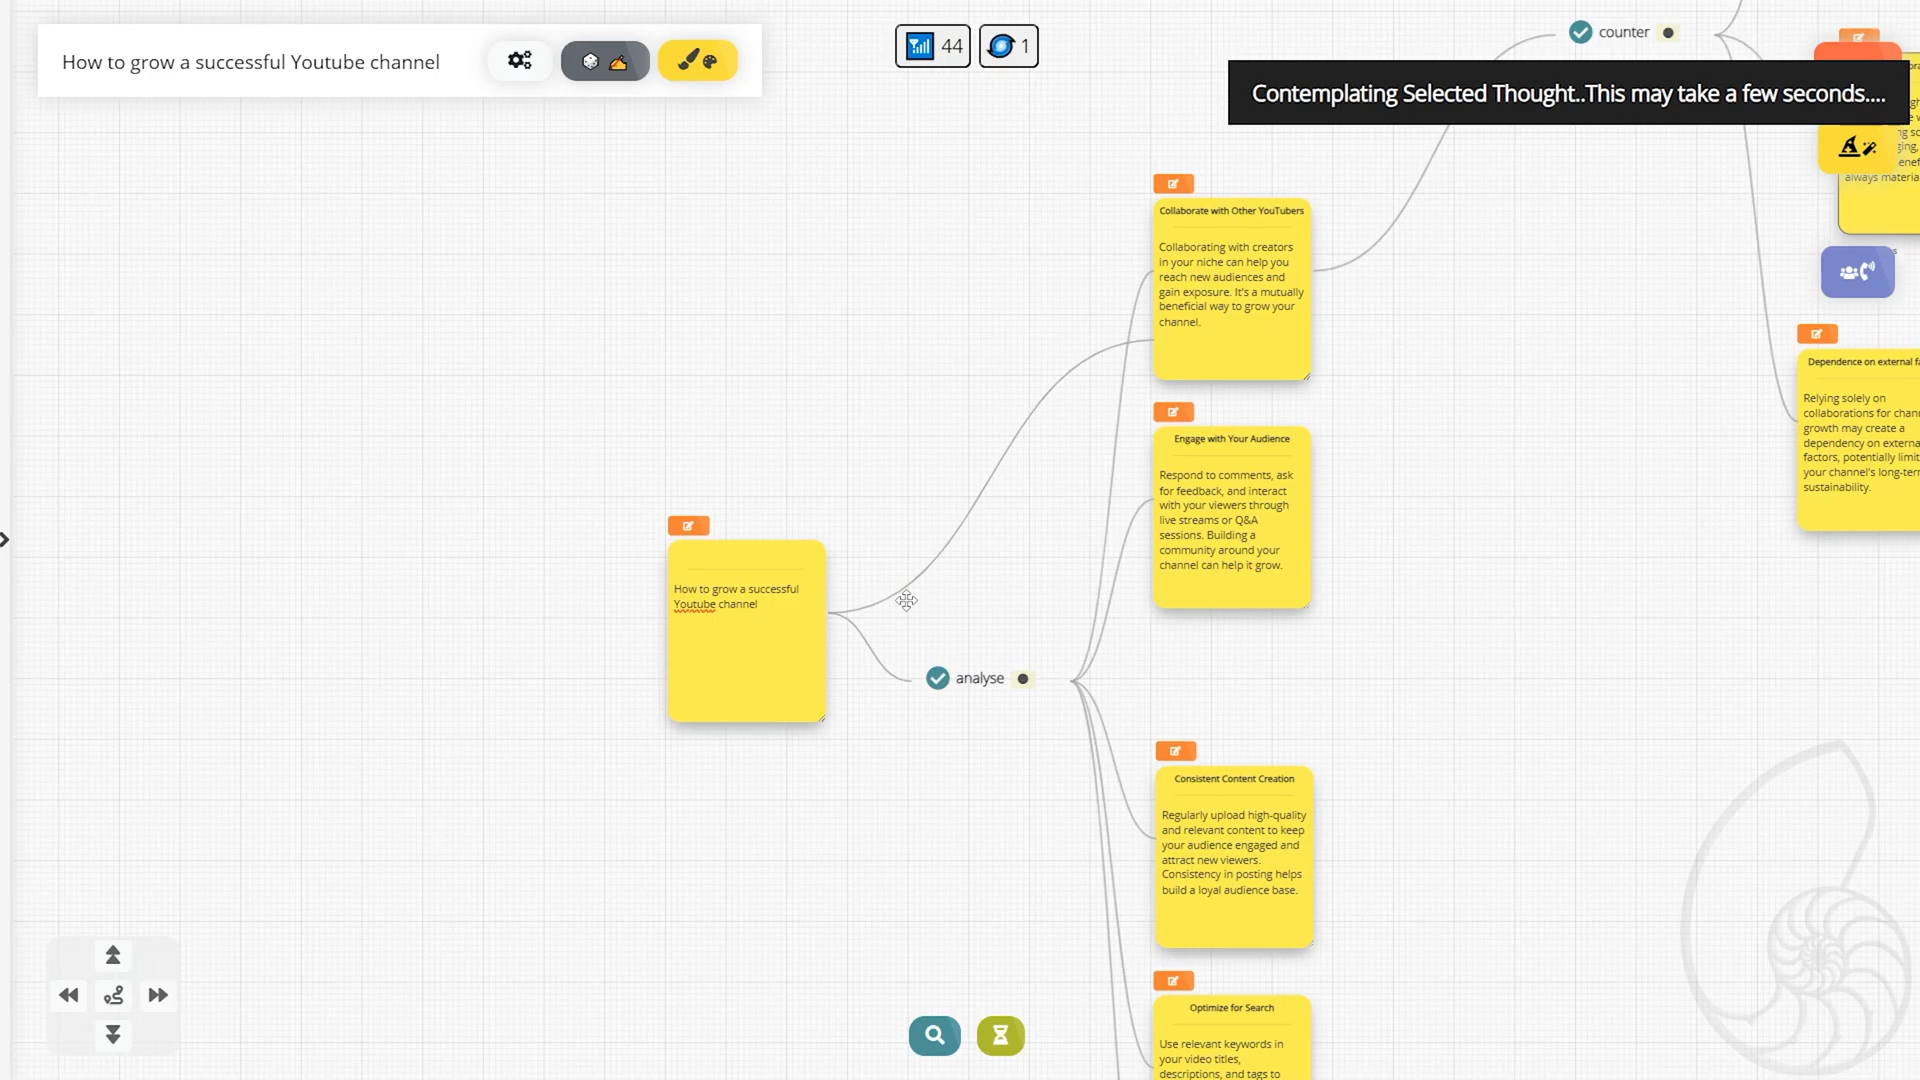 How to grow a successful Youtube channel
44
1
counter
Contemplating Selected Thought..This may take a few seconds....
always materia
Collaborate with Other YouTubers
Collaborating with creators
in your niche can help you
reach new audiences and
gain exposure. It's a mutually
beneficial way to grow your
channel.
Dependence on external fa
Relying solely on
collaborations for chann
growth may create a
dependency on externa
factors, potentially limit
your channel's long-tern
sustainability.
Engage with Your Audience
Respond to comments, ask
for feedback, and interact
with your viewers through
live streams or Q&A
sessions. Building a
community around your
channel can help it grow.
How to grow a successful
Youtube channel
analyse
Consistent Content Creation
Regularly upload high-quality
and relevant content to keep
your audience engaged and
attract new viewers.
Consistency in posting helps
build a loyal audience base.
Optimize for Search
Use relevant keywords in
your video titles,
descriptions, and tags to